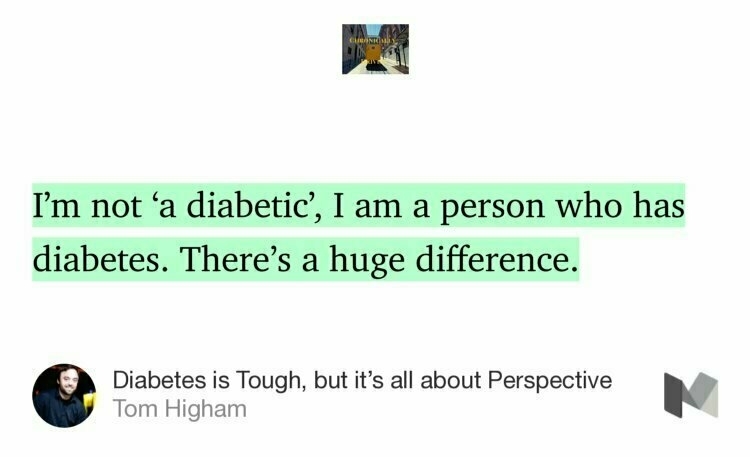 CHRONICALLY
I’m not ‘a diabetic’, I am a person who has
diabetes. There’s a huge difference.
Diabetes is Tough, but it’s all about Perspective
Tom Higham